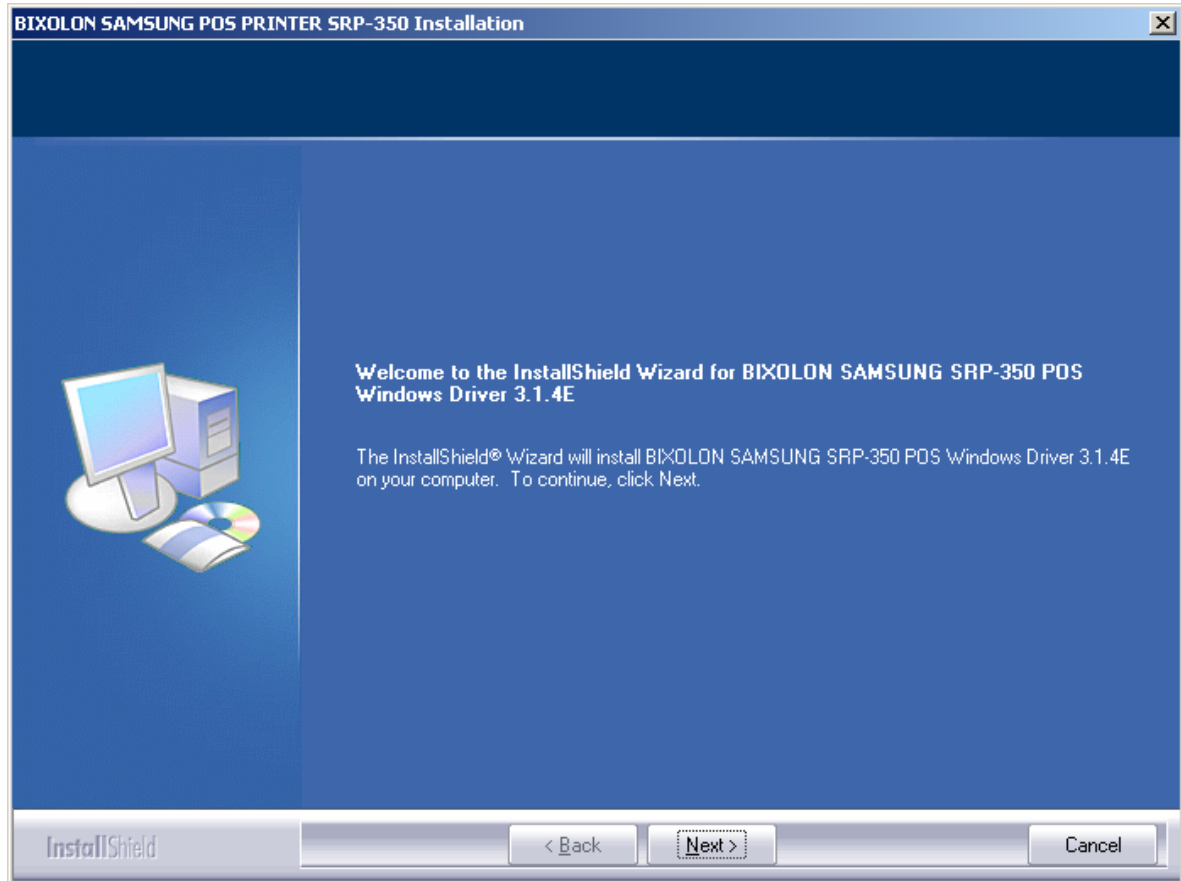 BIXOLON SAMSUNG POS PRINTER SRP-350 Installation
Welcome to the InstallShield Wizard for BIXOLON SAMSUNG SRP-350 POS
Windows Driver 3.1.4E
The InstallShield® Wizard will install BIXOLON SAMSUNG SRP-350 POS Windows Driver 3.1.4E
on your computer. To continue, click Next.
InstallShield
< Back
Next >
Cancel